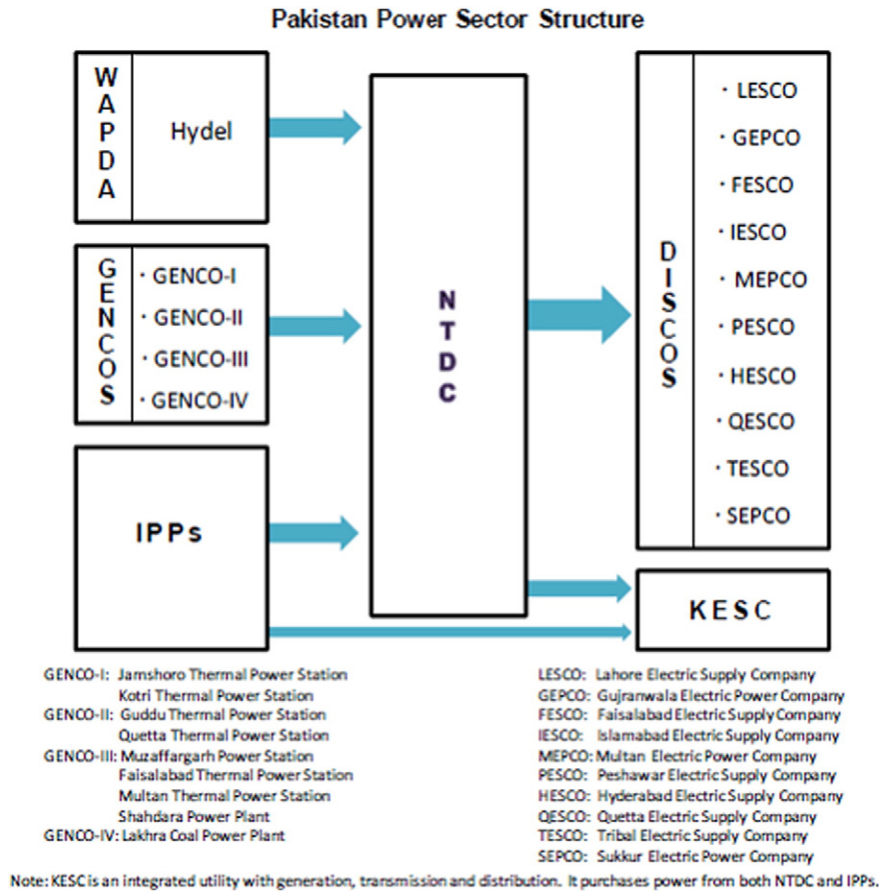 Pakistan Power Sector Structure
WAPDA
Hydel
GENCOS
· GENCO-I
· GENCO-II
· GENCO-III
· GENCO-IV
IPPs
NTDC
DISCOS
· LESCO
· GEPCO
· FESCO
· IESCO
· MEPCO
· PESCO
· HESCO
· QESCO
· TESCO
· SEPCO
KESC
GENCO-I: Jamshoro Thermal Power Station
Kotri Thermal Power Station
GENCO-II: Guddu Thermal Power Station
Quetta Thermal Power Station
GENCO-III: Muzaffargarh Power Station
Faisalabad Thermal Power Station
Multan Thermal Power Station
Shahdara Power Plant
GENCO-IV: Lakhra Coal Power Plant
LESCO: Lahore Electric Supply Company
GEPCO: Gujranwala Electric Power Company
FESCO: Faisalabad Electric Supply Company
IESCO: Islamabad Electric Supply Company
MEPCO: Multan Electric Power Company
PESCO: Peshawar Electric Supply Company
HESCO: Hyderabad Electric Supply Company
QESCO: Quetta Electric Supply Company
TESCO: Tribal Electric Supply Company
SEPCO: Sukkur Electric Power Company
Note: KESC is an integrated utility with generation, transmission and distribution. It purchases power from both NTDC and IPPs.